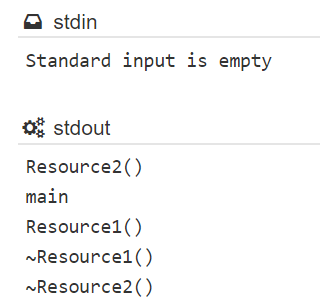 stdin
Standard input is empty
stdout
Resource2()
main
Resource1()
~Resource1()
~Resource2()